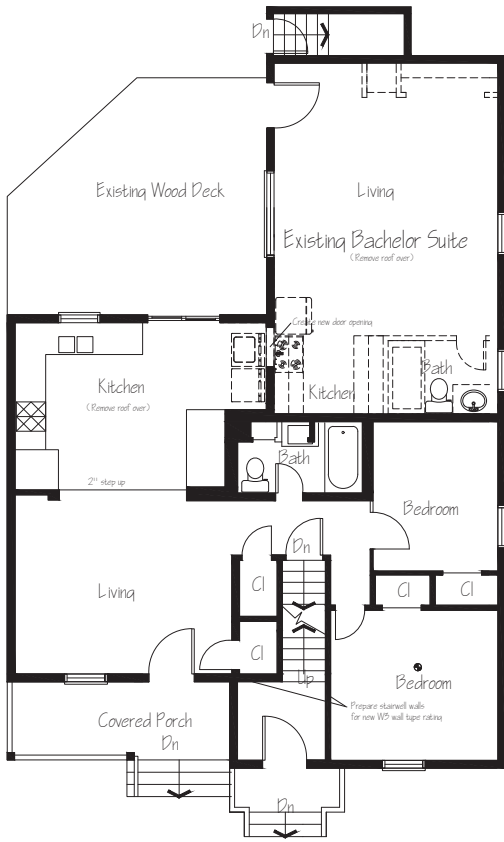 Dn
Existing Wood Deck
Living
Existing Bachelor Suite
(Remove roof over)
Create new door opening
Kitchen
(Remove roof over)
Bath
Kitchen
2" step up
Bath
Bedroom
Dn
Living
Cl
Cl
Cl
Cl
Up
Bedroom
Prepare stairwell walls
for new W3 wall type rating
Covered Porch
Dn
Dn